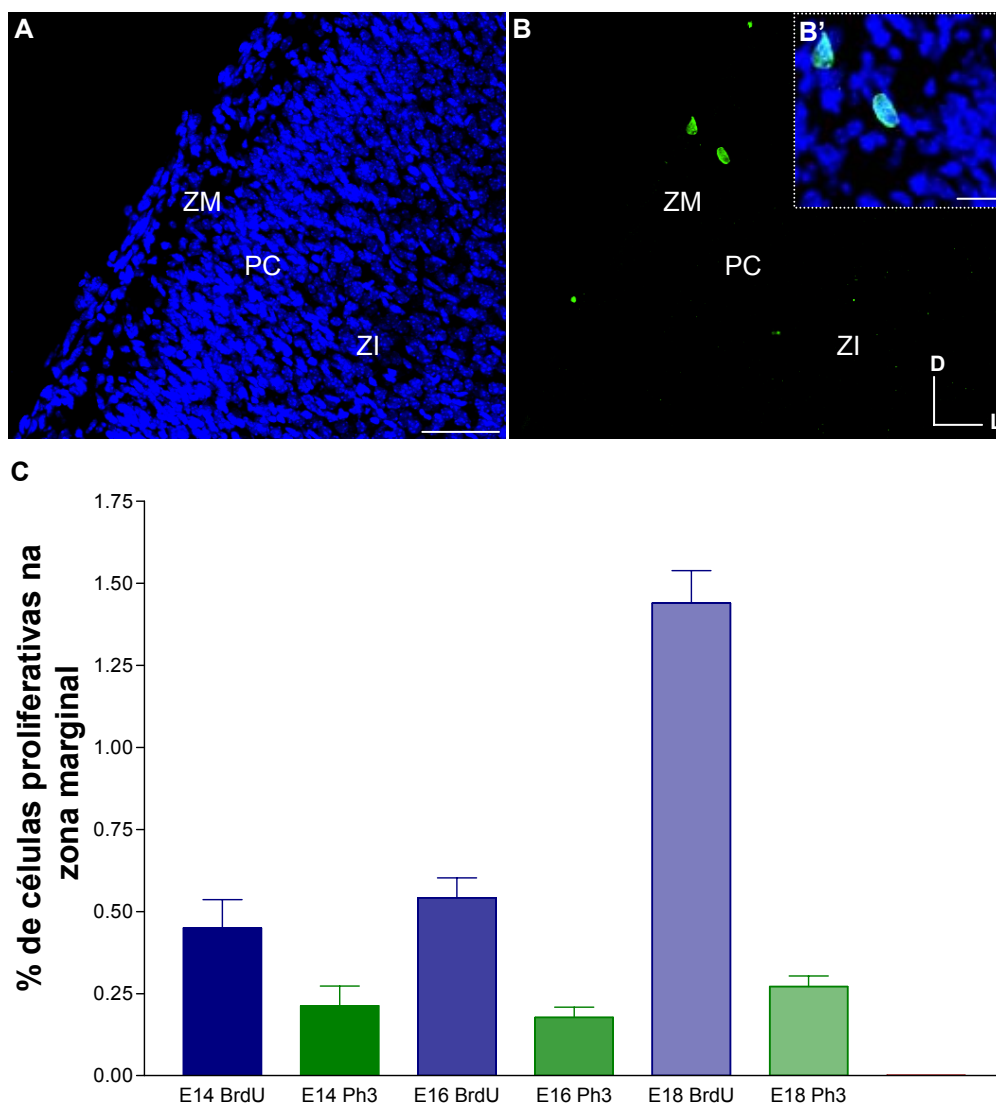 A
ZM
PC
ZI
B
B'
ZM
PC
ZI
D
L
C
% de células proliferativas na
zona marginal
1.75
1.50
1.25
1.00
0.75
0.50
0.25
0.00
E14 BrdU
E14 Ph3
E16 BrdU
E16 Ph3
E18 BrdU
E18 Ph3